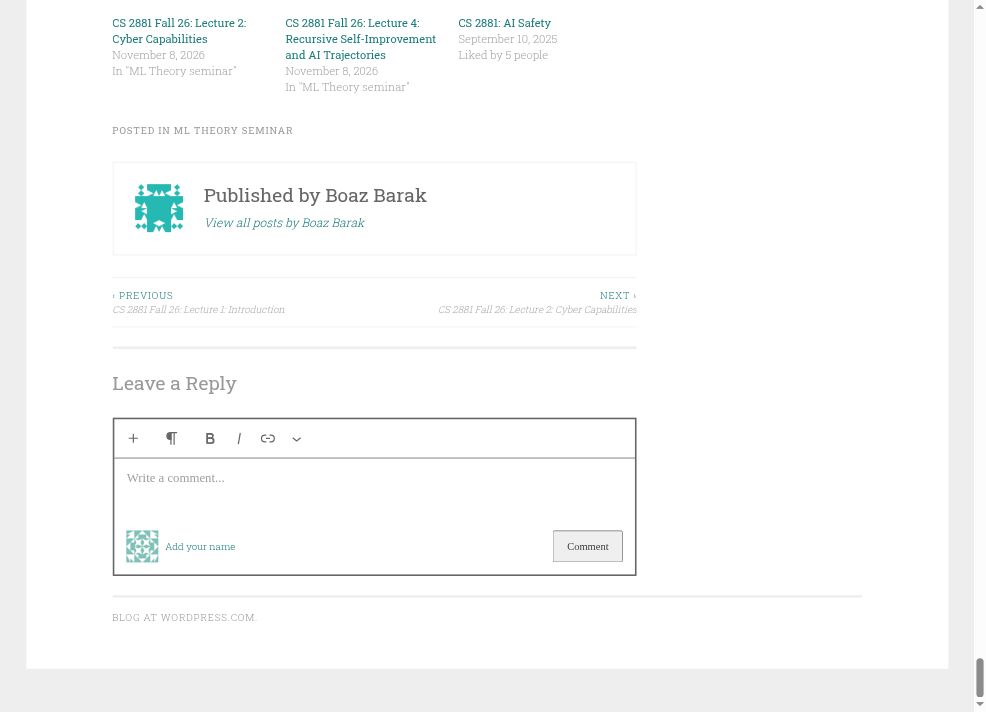 CS 2881 Fall 26: Lecture 2:
Cyber Capabilities
November 8, 2026
In "ML Theory seminar"
CS 2881 Fall 26: Lecture 4:
Recursive Self-Improvement
and AI Trajectories
November 8, 2026
In "ML Theory seminar"
CS 2881: AI Safety
September 10, 2025
Liked by 5 people
POSTED IN ML THEORY SEMINAR
Published by Boaz Barak
View all posts by Boaz Barak
‹ PREVIOUS
CS 2881 Fall 26: Lecture 1: Introduction
NEXT ›
CS 2881 Fall 26: Lecture 2: Cyber Capabilities
Leave a Reply
B I
Write a comment...
Add your name
Comment
BLOG AT WORDPRESS.COM.